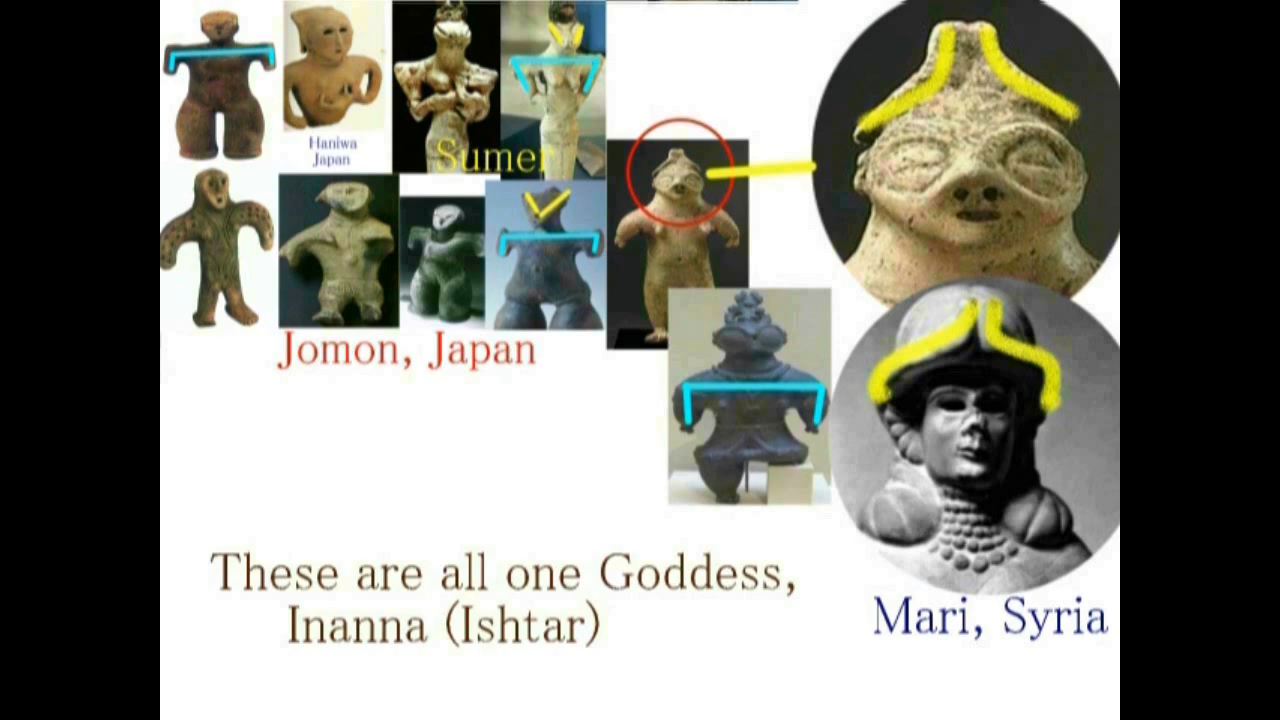 Haniwa
Japan
Sumer
Jomon, Japan
These are all one Goddess,
Inanna (Ishtar)
Mari, Syria